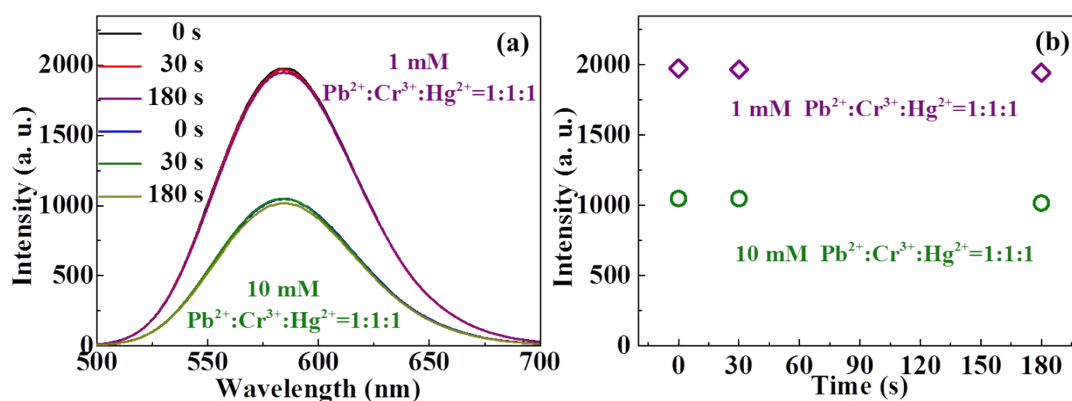 0 s
30 s
180 s
0 s
30 s
180 s
(a)
1 mM
Pb²⁺:Cr³⁺:Hg²⁺=1:1:1
10 mM
Pb²⁺:Cr³⁺:Hg²⁺=1:1:1
Intensity (a. u.)
2000
1500
1000
500
0
500 550 600 650 700
Wavelength (nm)
(b)
1 mM Pb²⁺:Cr³⁺:Hg²⁺=1:1:1
10 mM Pb²⁺:Cr³⁺:Hg²⁺=1:1:1
Intensity (a. u.)
2000
1500
1000
500
0
0 30 60 90 120 150 180
Time (s)